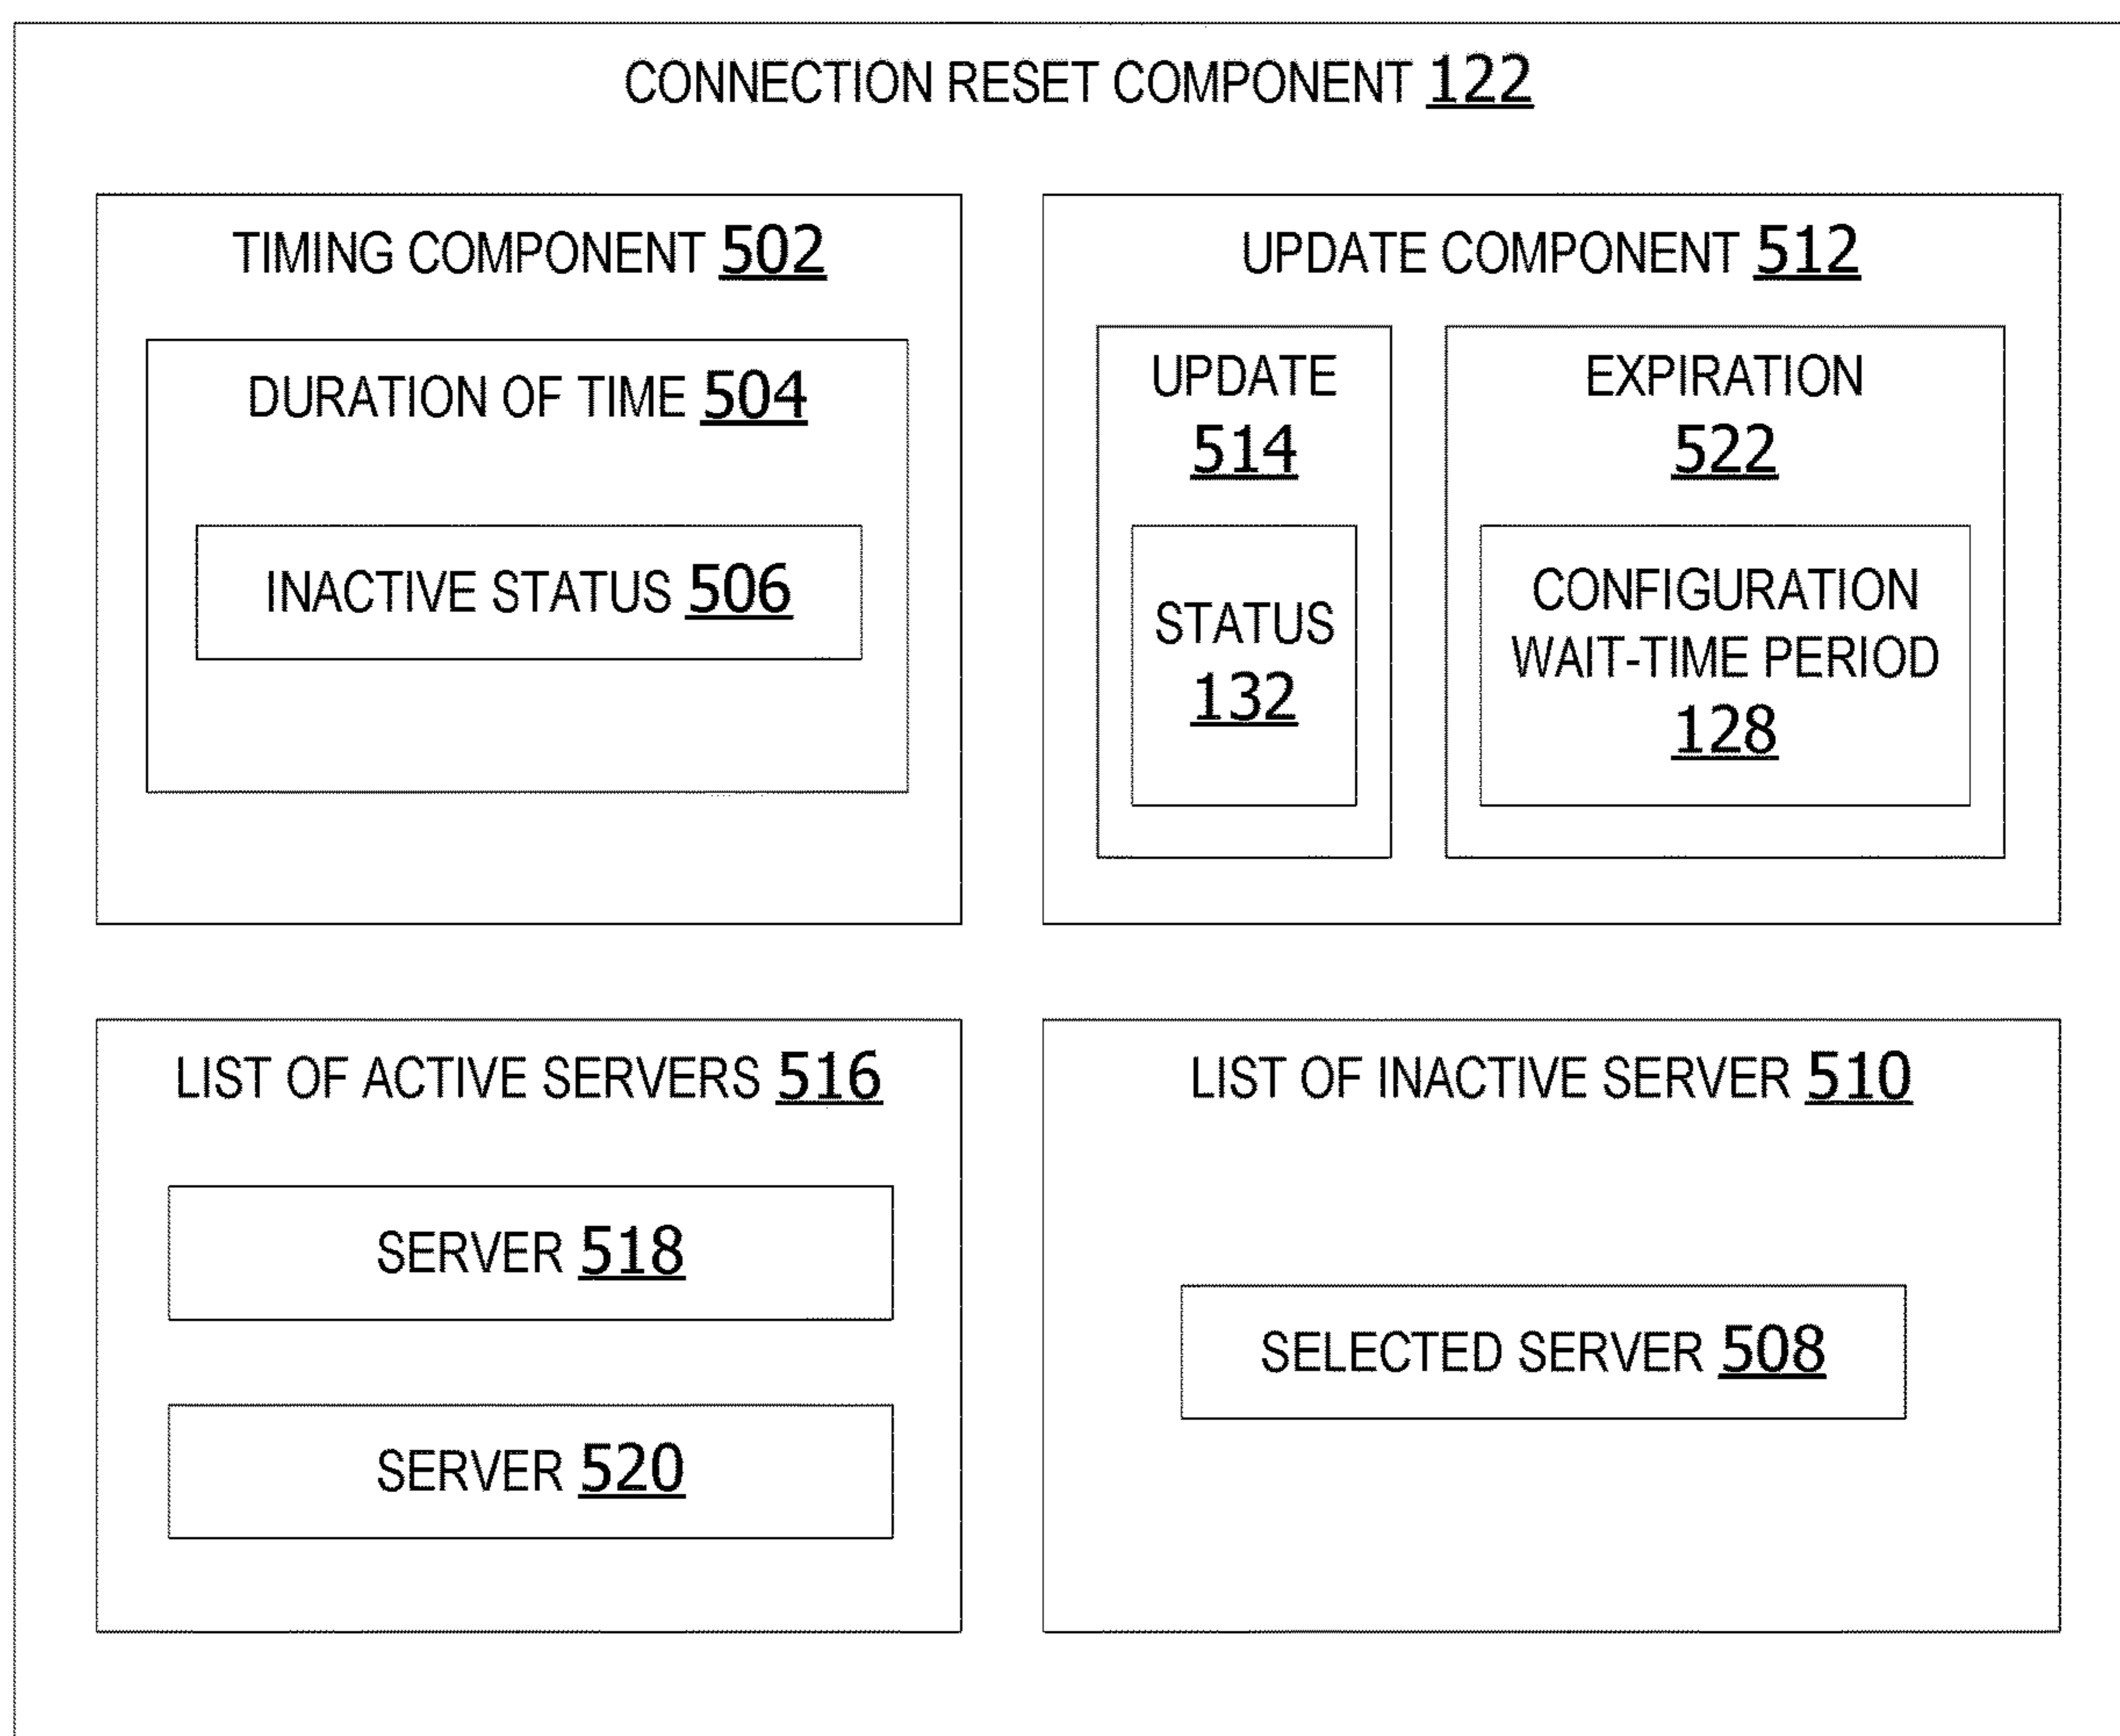 CONNECTION RESET COMPONENT 122
TIMING COMPONENT 502
DURATION OF TIME 504
INACTIVE STATUS 506
UPDATE COMPONENT 512
UPDATE
514
STATUS
132
EXPIRATION
522
CONFIGURATION
WAIT-TIME PERIOD
128
LIST OF ACTIVE SERVERS 516
SERVER 518
SERVER 520
LIST OF INACTIVE SERVER 510
SELECTED SERVER 508